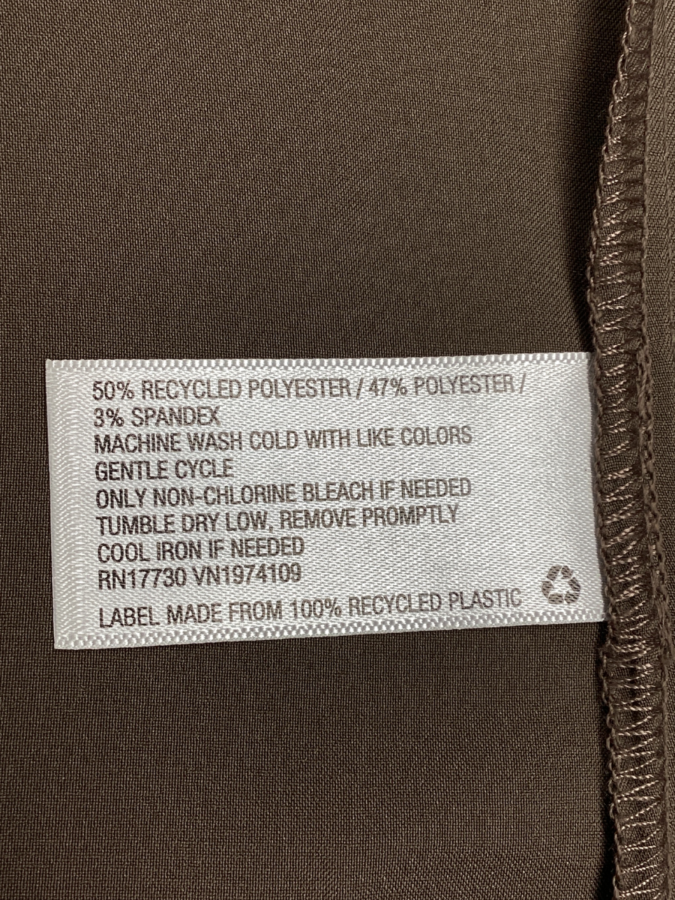 50% RECYCLED POLYESTER / 47% POLYESTER /
3% SPANDEX
MACHINE WASH COLD WITH LIKE COLORS
GENTLE CYCLE
ONLY NON-CHLORINE BLEACH IF NEEDED
TUMBLE DRY LOW, REMOVE PROMPTLY
COOL IRON IF NEEDED
RN17730 VN1974109
LABEL MADE FROM 100% RECYCLED PLASTIC